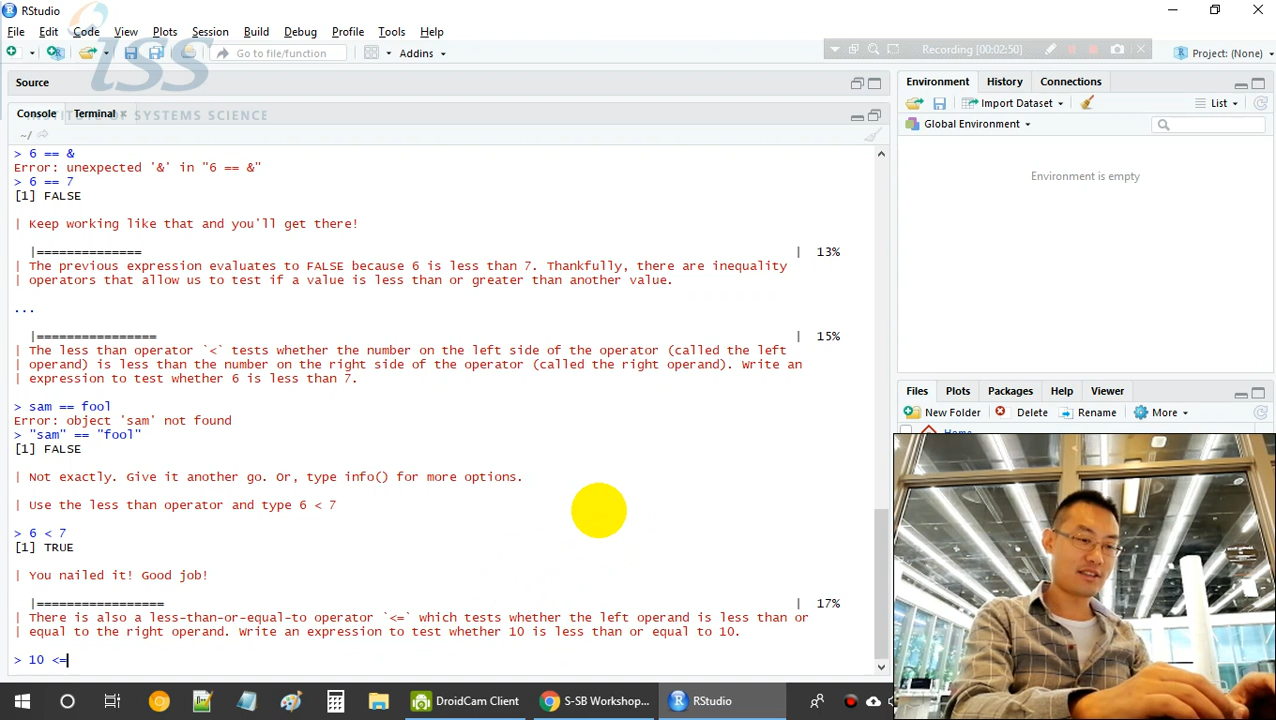 RStudio
File Edit Code View Plots Session Build Debug Profile Tools Help
Go to file/function Addins Recording [00:02:50] Project: (None)
iss
INSTITUTE OF SYSTEMS SCIENCE
Source
Console Terminal ×
~/
> 6 == &
Error: unexpected '&' in "6 == &"
> 6 == 7
[1] FALSE
| Keep working like that and you'll get there!
|============== | 13%
| The previous expression evaluates to FALSE because 6 is less than 7. Thankfully, there are inequality
| operators that allow us to test if a value is less than or greater than another value.
...
|================ | 15%
| The less than operator `<` tests whether the number on the left side of the operator (called the left
| operand) is less than the number on the right side of the operator (called the right operand). Write an
| expression to test whether 6 is less than 7.
> sam == fool
Error: object 'sam' not found
> "sam" == "fool"
[1] FALSE
| Not exactly. Give it another go. Or, type info() for more options.
| Use the less than operator and type 6 < 7
> 6 < 7
[1] TRUE
| You nailed it! Good job!
|================= | 17%
| There is also a less-than-or-equal-to operator `<=` which tests whether the left operand is less than or
| equal to the right operand. Write an expression to test whether 10 is less than or equal to 10.
> 10 <=
Environment History Connections
Import Dataset List
Global Environment
Environment is empty
Files Plots Packages Help Viewer
New Folder Delete Rename More
Home
DroidCam Client S-SB Workshop... RStudio